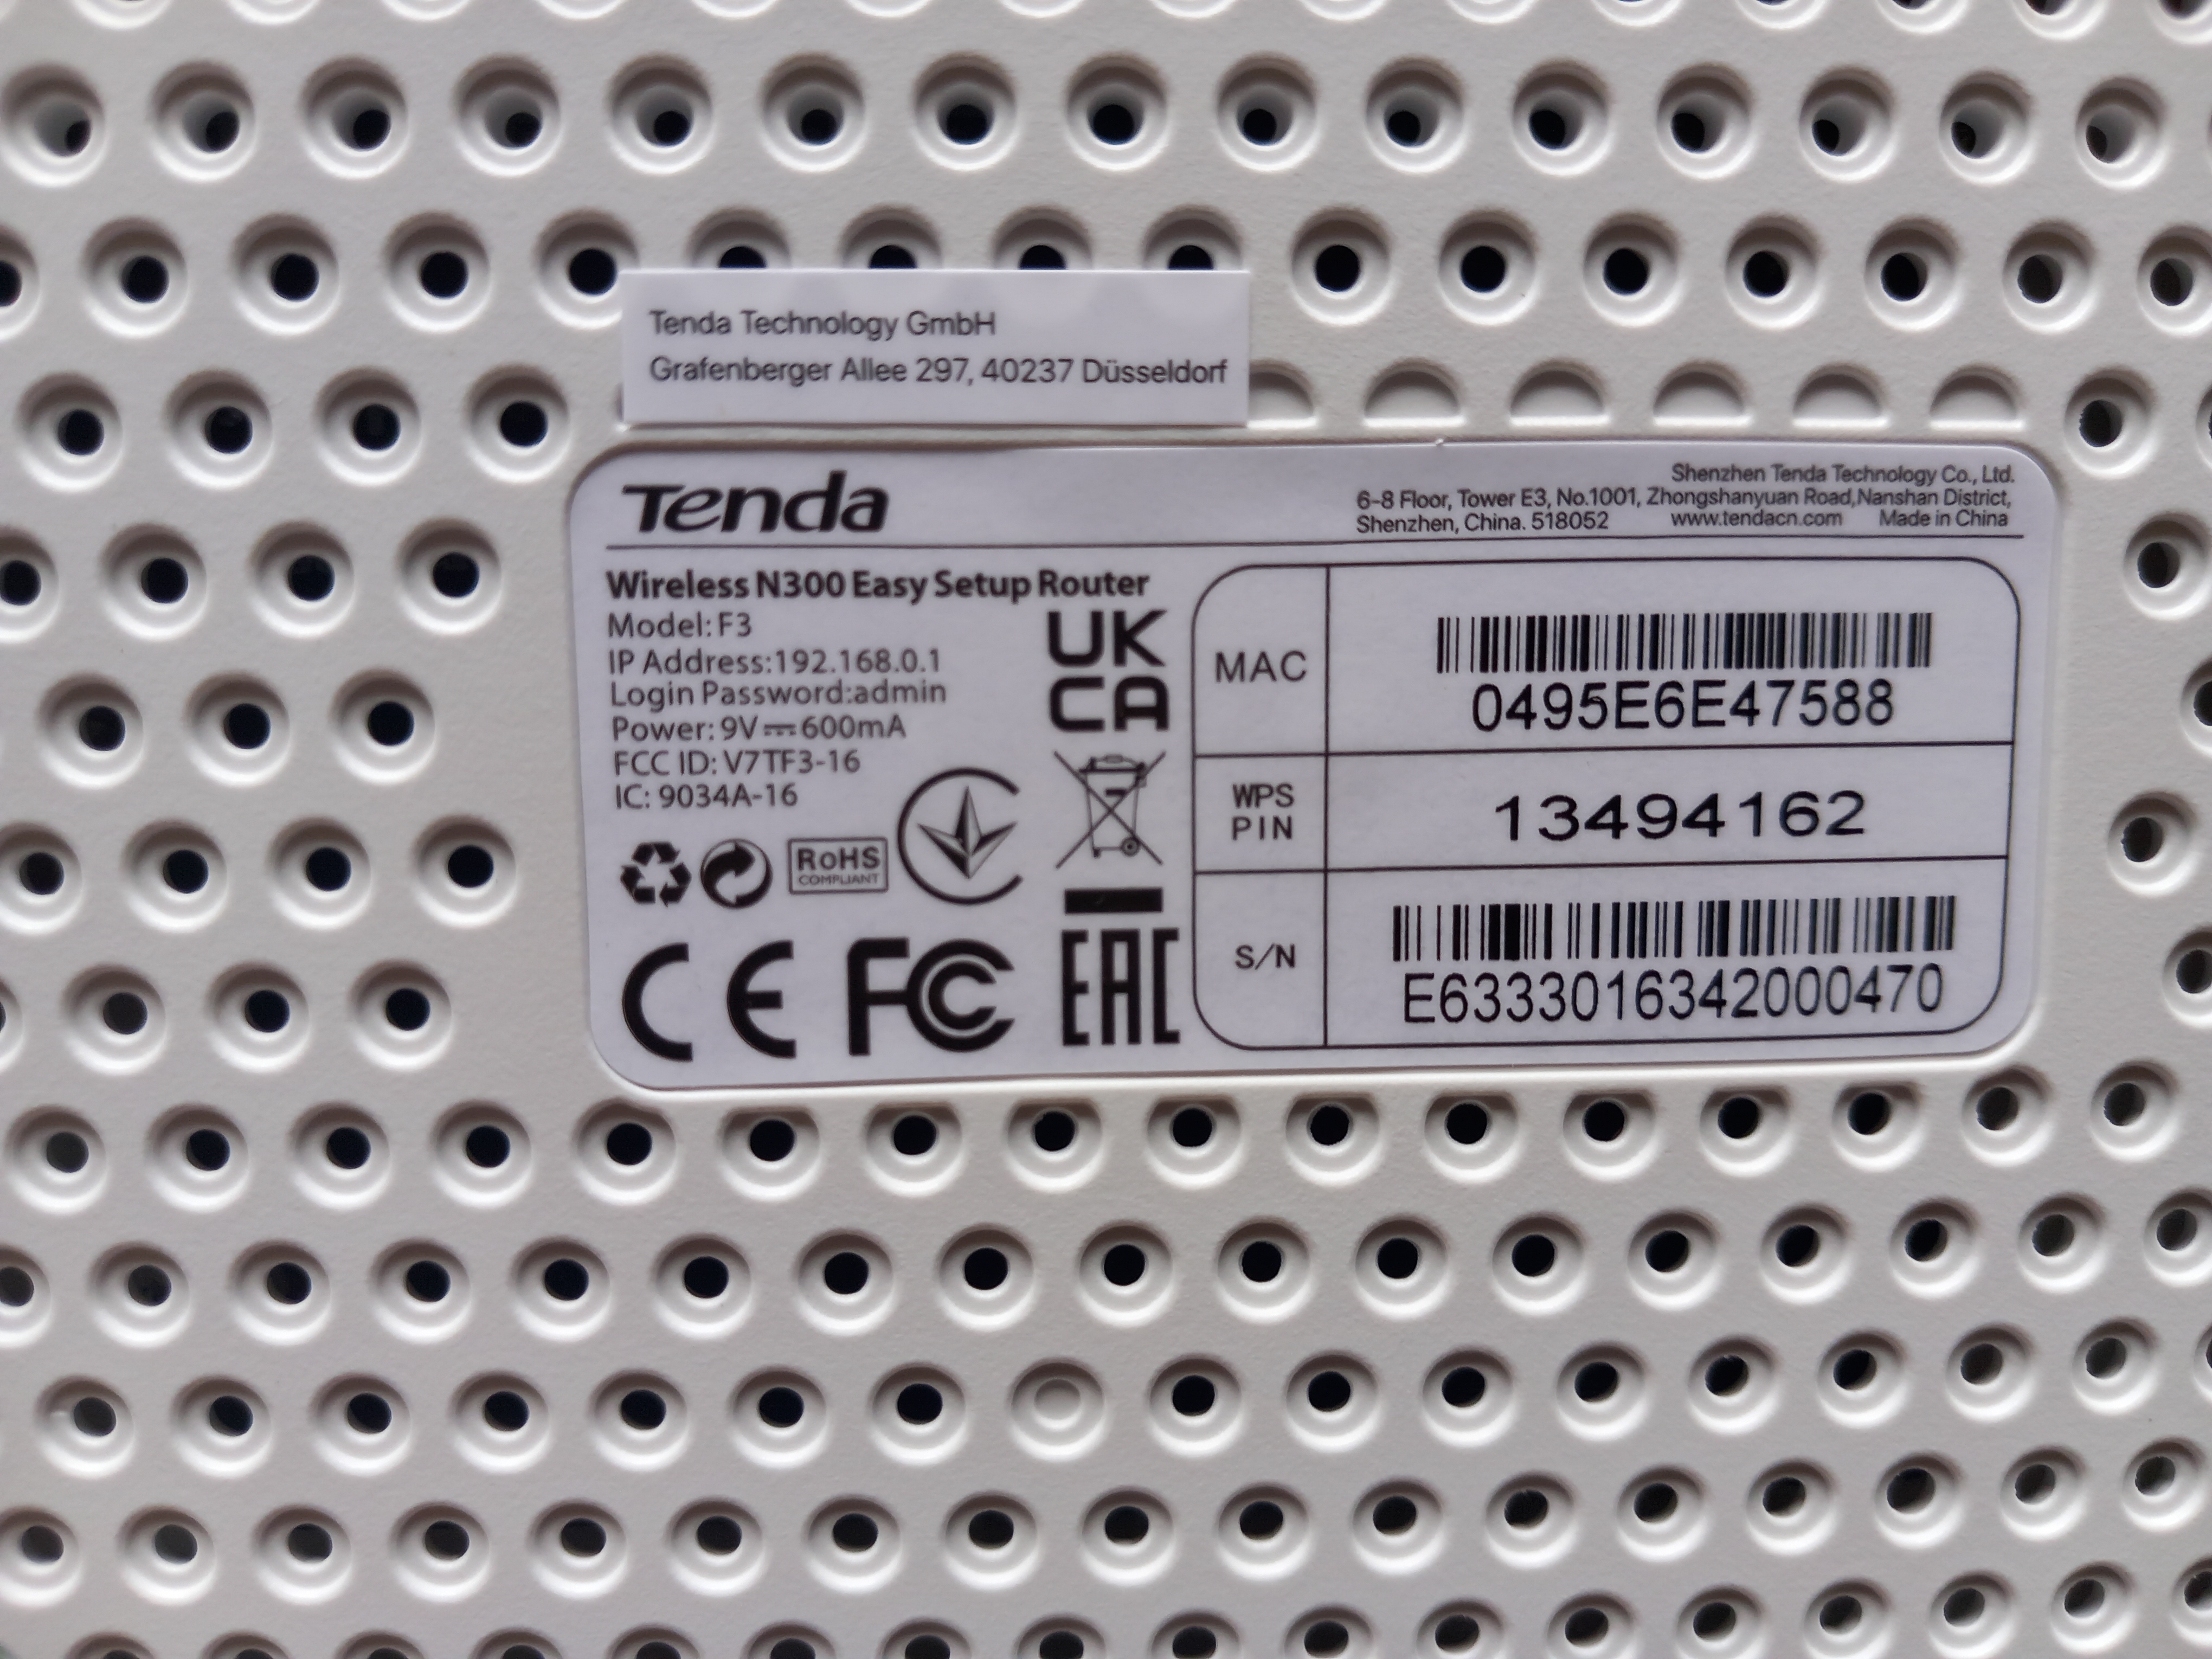 Tenda Technology GmbH
Grafenberger Allee 297, 40237 Düsseldorf
Tenda
Shenzhen Tenda Technology Co., Ltd.
6-8 Floor, Tower E3, No.1001, Zhongshanyuan Road,Nanshan District,
Shenzhen, China. 518052 www.tendacn.com Made in China
Wireless N300 Easy Setup Router
Model: F3
IP Address:192.168.0.1
Login Password:admin
Power: 9V⎓600mA
FCC ID: V7TF3-16
IC: 9034A-16
UK
CA
RoHS
COMPLIANT
CE FC EAC
MAC
0495E6E47588
WPS
PIN
13494162
S/N
E6333016342000470